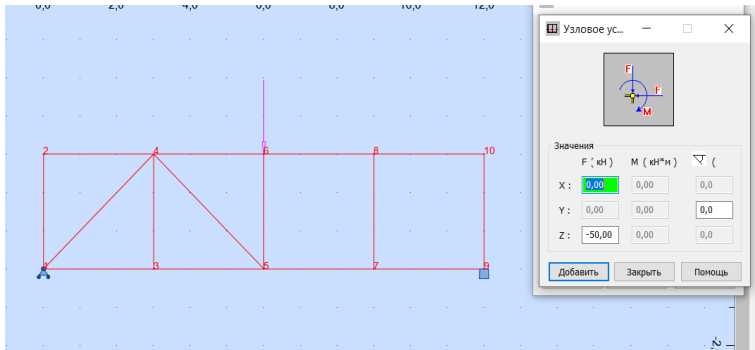 0,0 2,0 4,0 6,0 8,0 10,0 12,0
Узловое ус...
F
F
M
Значения
F ( кН ) M ( кН*м ) (
X : 0,00 0,00 0,0
Y : 0,00 0,00 0,0
Z : -50,00 0,00 0,0
Добавить Закрыть Помощь
2 4 6 8 10
1 3 5 7 9